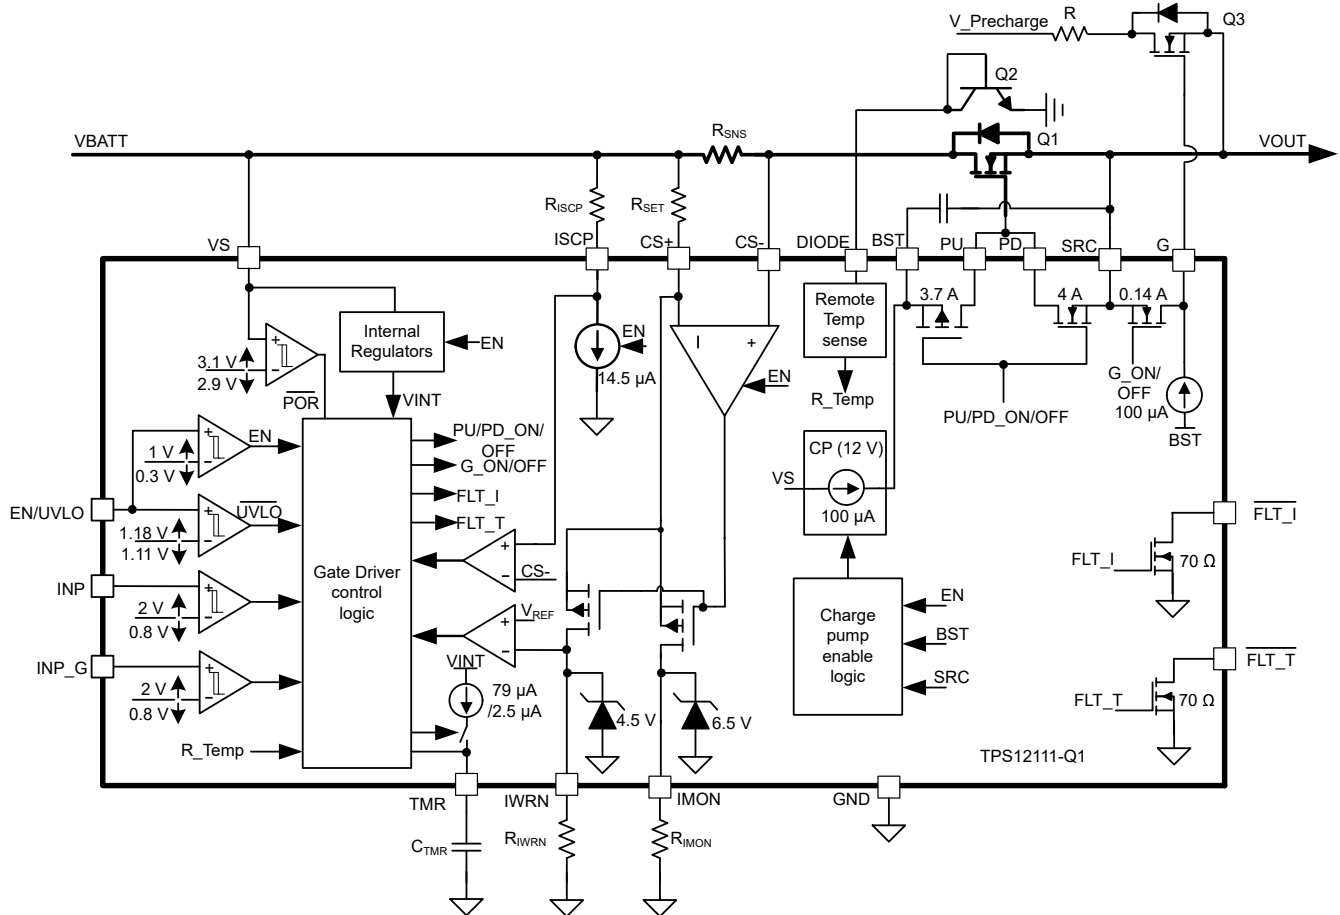 V_Precharge
R
Q3
Q2
VBATT
RSNS
Q1
VOUT
RISCP
RSET
VS
ISCP
CS+
CS-
DIODE
BST
PU
PD
SRC
G
3.7 A
4 A
0.14 A
Remote
Temp
sense
Internal
Regulators
EN
EN
14.5 µA
I
+
EN
R_Temp
G_ON/
OFF
100 µA
BST
PU/PD_ON/OFF
+
−
3.1 V
2.9 V
POR
VINT
CP (12 V)
VS
100 µA
+
−
EN
1 V
0.3 V
PU/PD_ON/
OFF
G_ON/OFF
FLT_I
FLT_T
EN/UVLO
+
−
UVLO
1.18 V
1.11 V
FLT_I
FLT_I
70 Ω
Gate Driver
control
logic
+
−
CS-
INP
+
−
2 V
0.8 V
VREF
+
−
Charge
pump
enable
logic
EN
BST
SRC
INP_G
+
−
2 V
0.8 V
VINT
79 µA
/2.5 µA
4.5 V
6.5 V
FLT_T
FLT_T
70 Ω
R_Temp
TPS12111-Q1
TMR
IWRN
IMON
GND
CTMR
RIWRN
RIMON